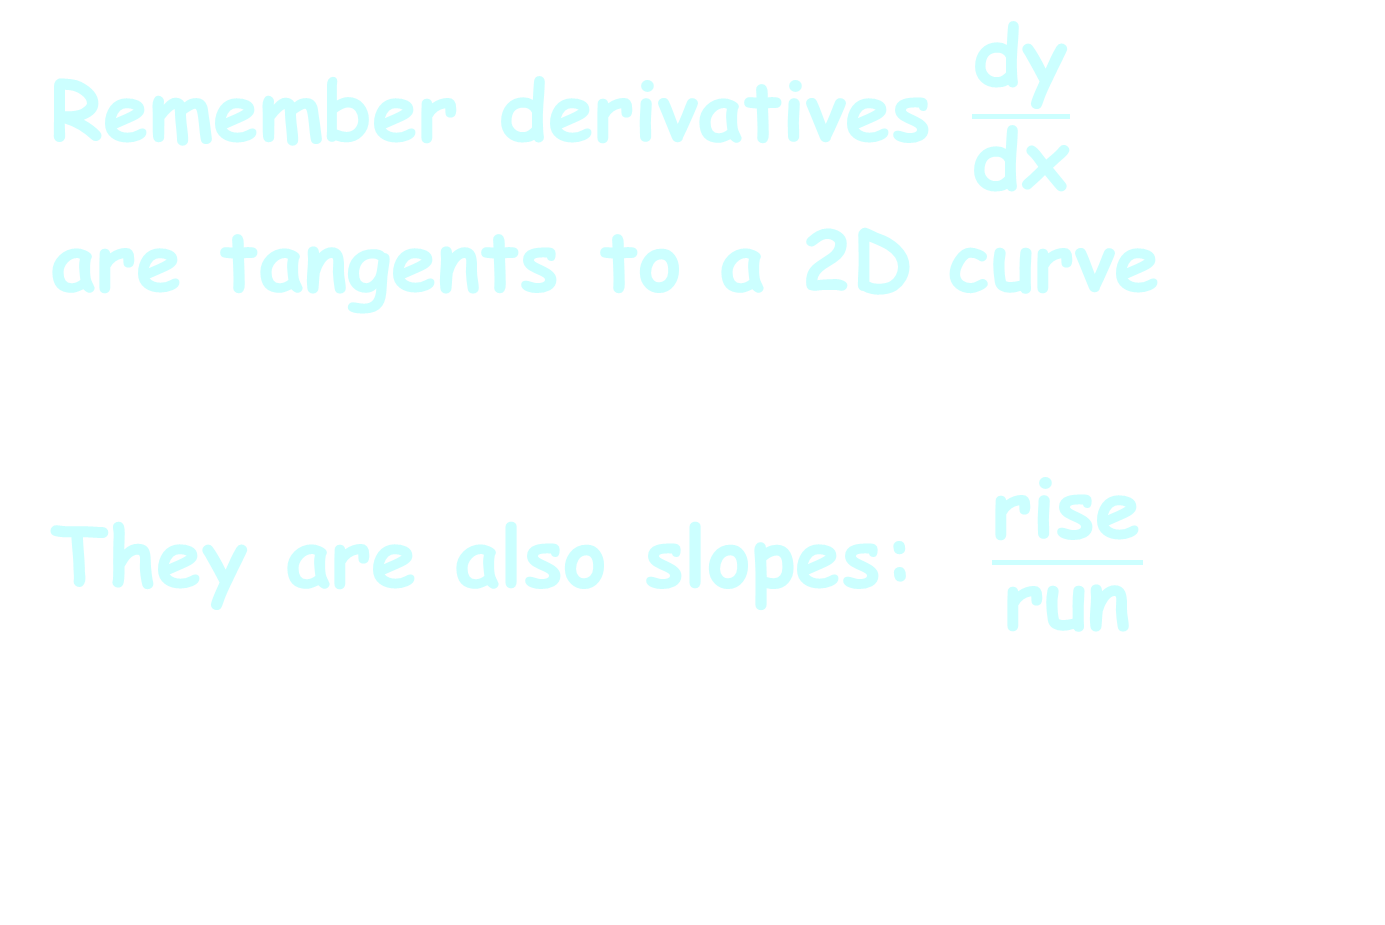 Remember derivatives dy/dx
are tangents to a 2D curve
They are also slopes: rise/run